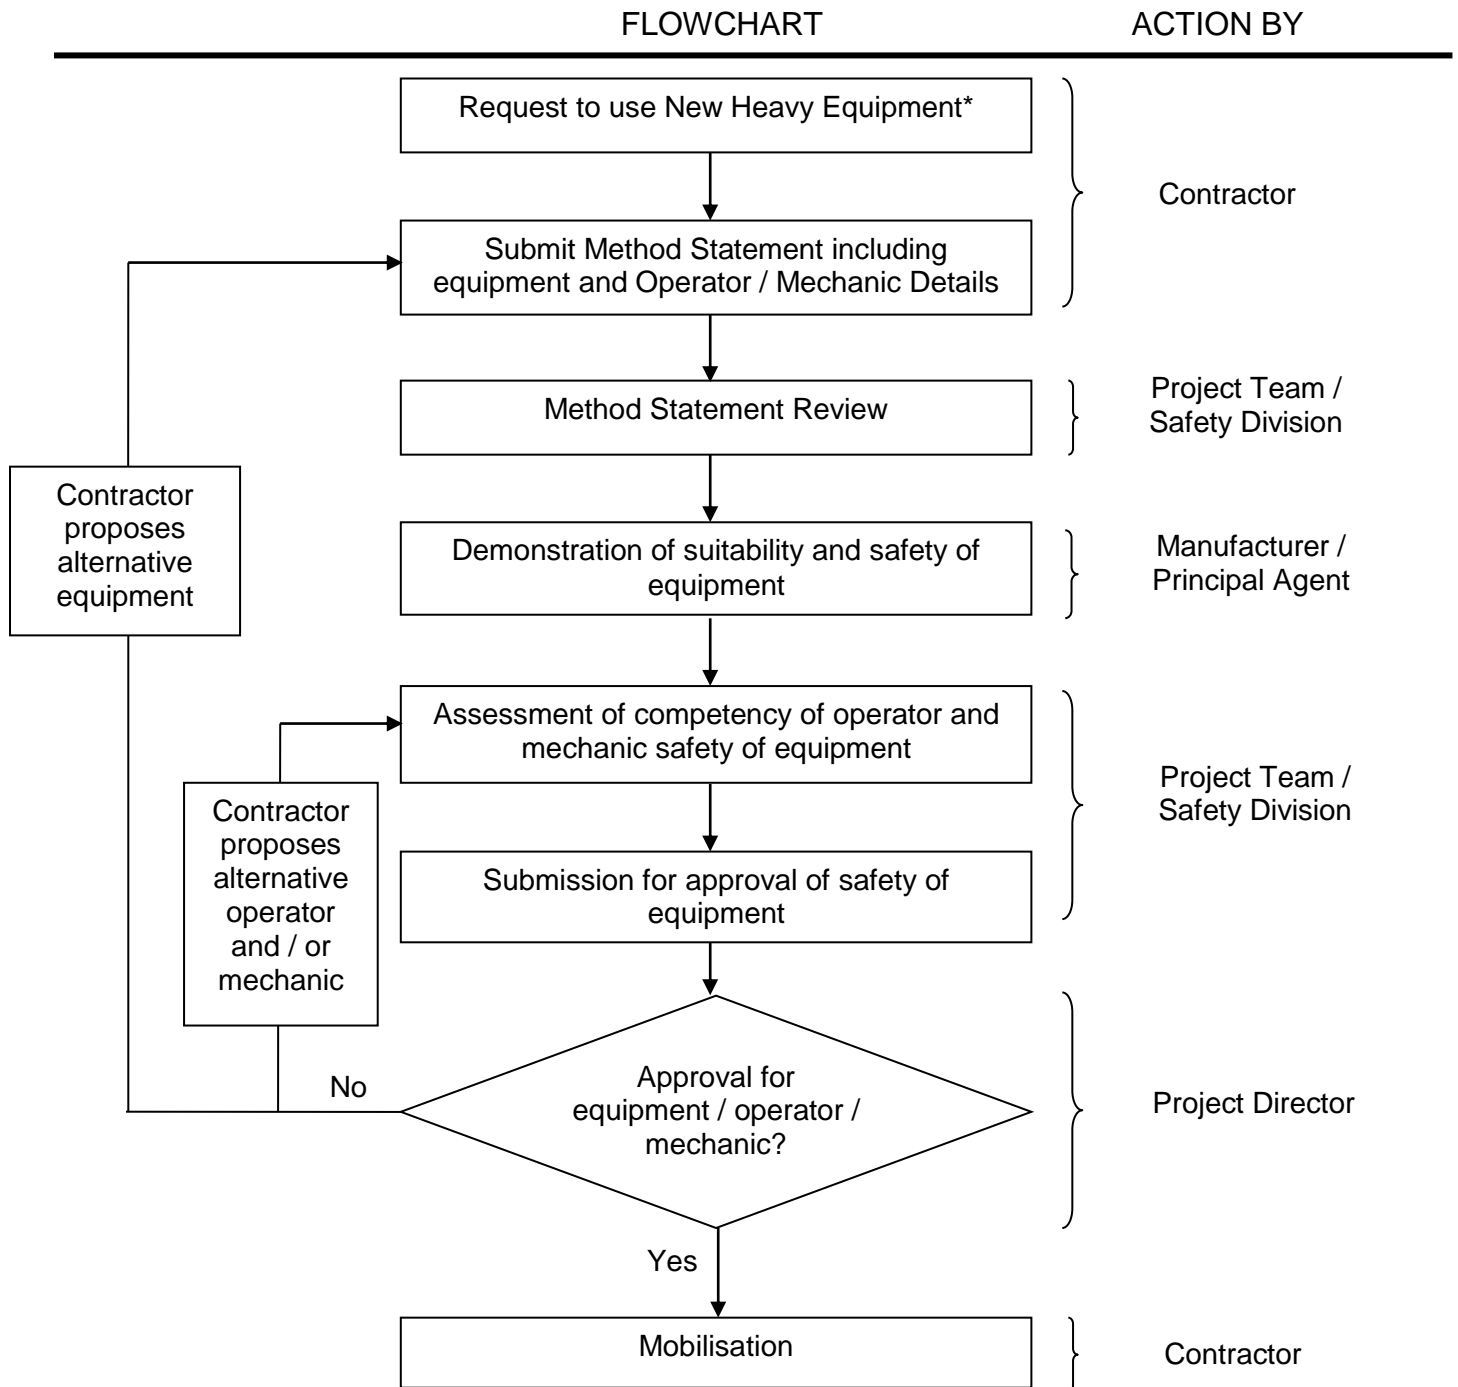 FLOWCHART
ACTION BY
Request to use New Heavy Equipment*
Contractor
Submit Method Statement including
equipment and Operator / Mechanic Details
Method Statement Review
Project Team /
Safety Division
Contractor
proposes
alternative
equipment
Demonstration of suitability and safety of
equipment
Manufacturer /
Principal Agent
Assessment of competency of operator and
mechanic safety of equipment
Project Team /
Safety Division
Contractor
proposes
alternative
operator
and / or
mechanic
Submission for approval of safety of
equipment
No
Approval for
equipment / operator /
mechanic?
Project Director
Yes
Mobilisation
Contractor